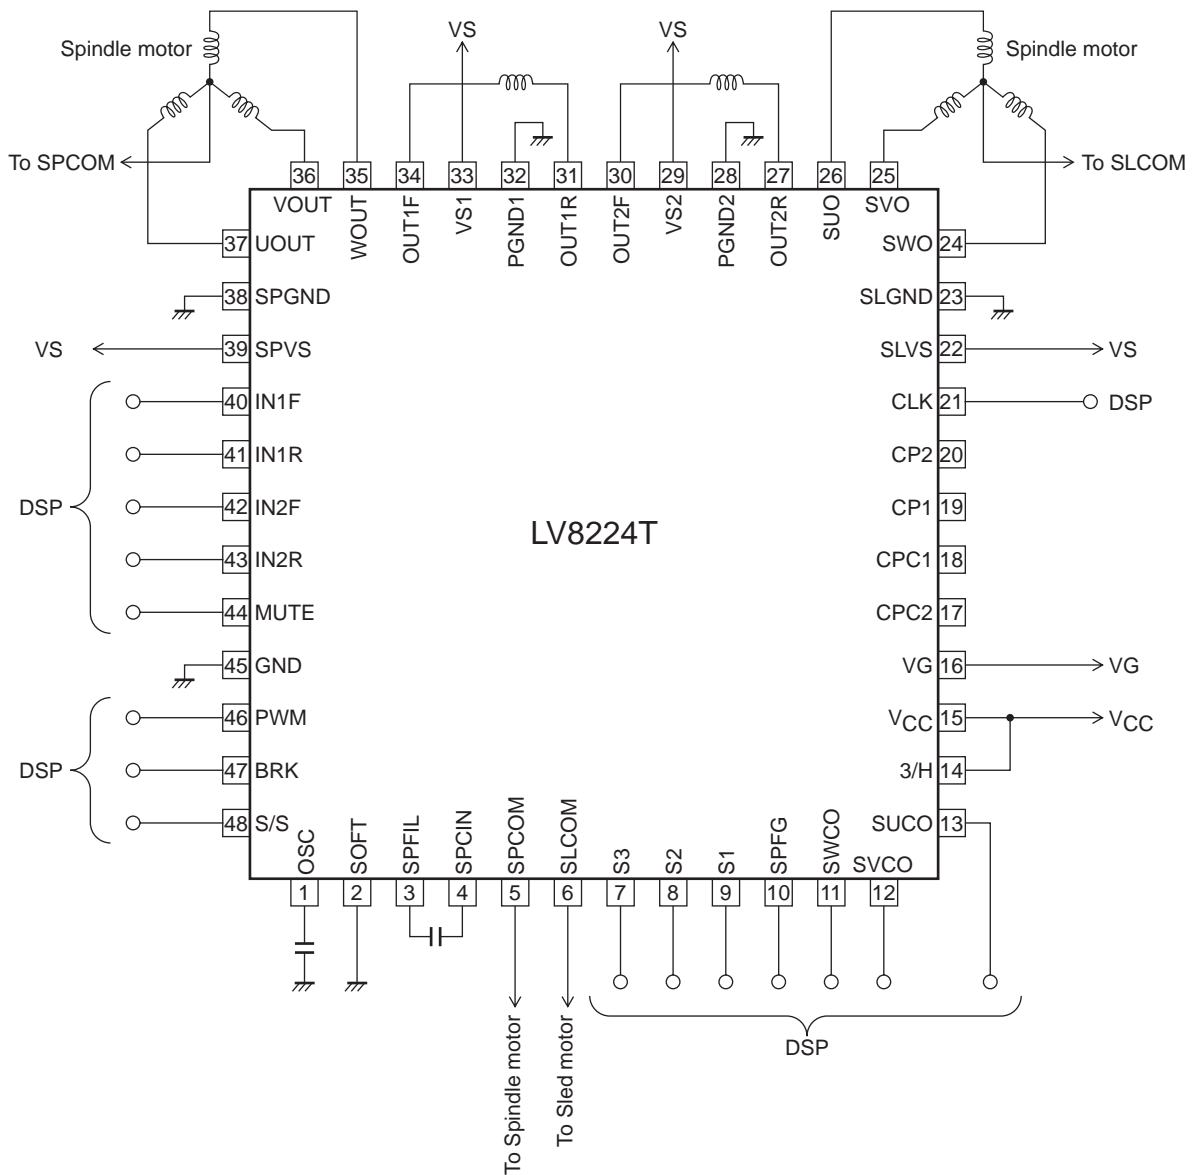 VS
VS
Spindle motor
Spindle motor
To SPCOM
To SLCOM
36 35 34 33 32 31 30 29 28 27 26 25
VOUT WOUT OUT1F VS1 PGND1 OUT1R OUT2F VS2 PGND2 OUT2R SUO SVO
37 UOUT
SWO 24
38 SPGND
SLGND 23
VS 39 SPVS
SLVS 22 VS
40 IN1F
CLK 21 DSP
41 IN1R
CP2 20
DSP 42 IN2F
CP1 19
LV8224T
43 IN2R
CPC1 18
44 MUTE
CPC2 17
45 GND
VG 16 VG
46 PWM
VCC 15 VCC
DSP 47 BRK
3/H 14
48 S/S
SUCO 13
OSC SOFT SPFIL SPCIN SPCOM SLCOM S3 S2 S1 SPFG SWCO SVCO
1 2 3 4 5 6 7 8 9 10 11 12
To Spindle motor
To Sled motor
DSP